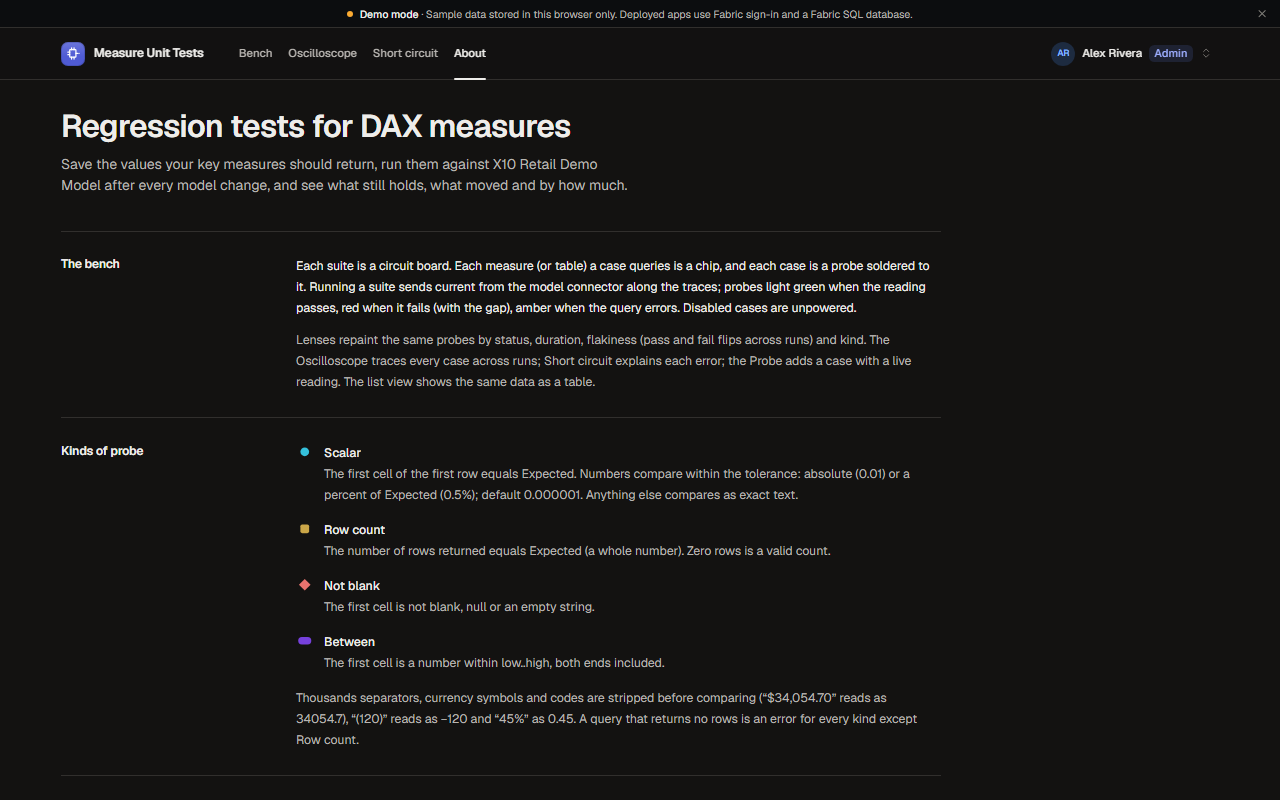 Demo mode · Sample data stored in this browser only. Deployed apps use Fabric sign-in and a Fabric SQL database.
Measure Unit Tests
Bench
Oscilloscope
Short circuit
About
AR
Alex Rivera
Admin
Regression tests for DAX measures
Save the values your key measures should return, run them against X10 Retail Demo
Model after every model change, and see what still holds, what moved and by how much.
The bench
Each suite is a circuit board. Each measure (or table) a case queries is a chip, and each case is a probe soldered to
it. Running a suite sends current from the model connector along the traces; probes light green when the reading
passes, red when it fails (with the gap), amber when the query errors. Disabled cases are unpowered.
Lenses repaint the same probes by status, duration, flakiness (pass and fail flips across runs) and kind. The
Oscilloscope traces every case across runs; Short circuit explains each error; the Probe adds a case with a live
reading. The list view shows the same data as a table.
Kinds of probe
Scalar
The first cell of the first row equals Expected. Numbers compare within the tolerance: absolute (0.01) or a
percent of Expected (0.5%); default 0.000001. Anything else compares as exact text.
Row count
The number of rows returned equals Expected (a whole number). Zero rows is a valid count.
Not blank
The first cell is not blank, null or an empty string.
Between
The first cell is a number within low..high, both ends included.
Thousands separators, currency symbols and codes are stripped before comparing (“$34,054.70” reads as
34054.7), “(120)” reads as −120 and “45%” as 0.45. A query that returns no rows is an error for every kind except
Row count.